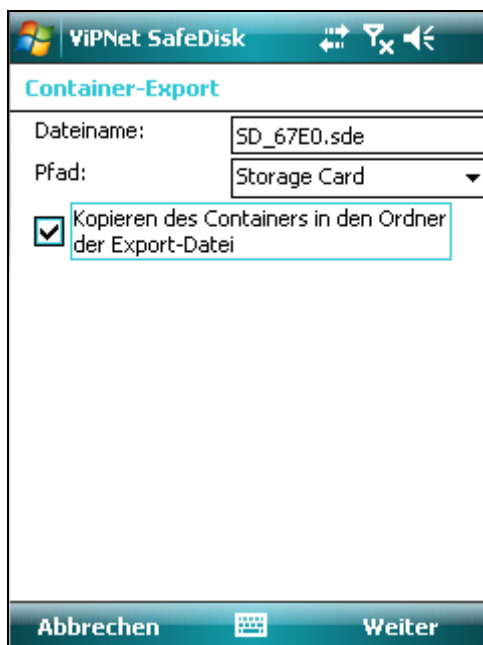 ViPNet SafeDisk
Container-Export
Dateiname:
SD_67E0.sde
Pfad:
Storage Card
Kopieren des Containers in den Ordner
der Export-Datei
Abbrechen
Weiter